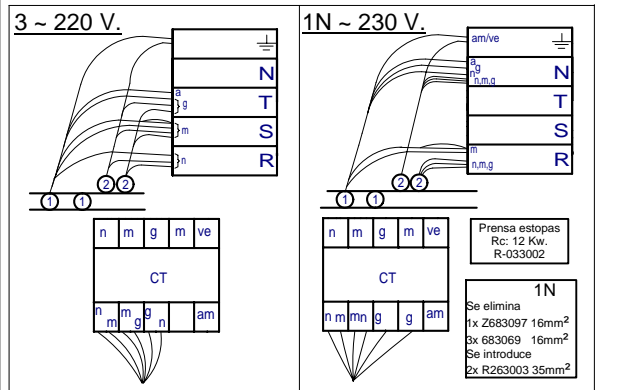 3 ~ 220 V.
N
a
T
g
m
S
n
R
2 2
1 1
n m g m ve
CT
n m m g g n am
1N ~ 230 V.
am/ve
a
g
n
n,m,g
N
T
S
m
n,m,g
R
2 2
1 1
n m g m ve
CT
n m mn g g am
Prensa estopas
Rc: 12 Kw.
R-033002
1N
Se elimina
1x Z683097 16mm²
3x 683069 16mm²
Se introduce
2x R263003 35mm²